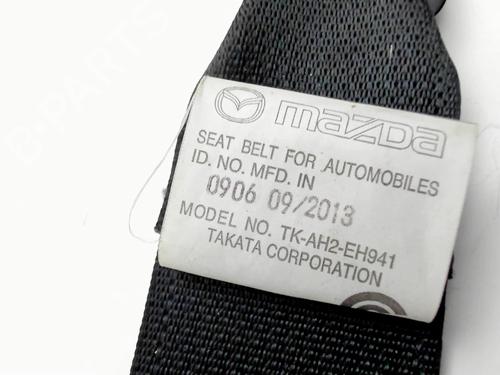 mazda
SEAT BELT FOR AUTOMOBILES
ID. NO. MFD. IN
0906 09/2013
MODEL NO. TK-AH2-EH941
TAKATA CORPORATION
B-PARTS